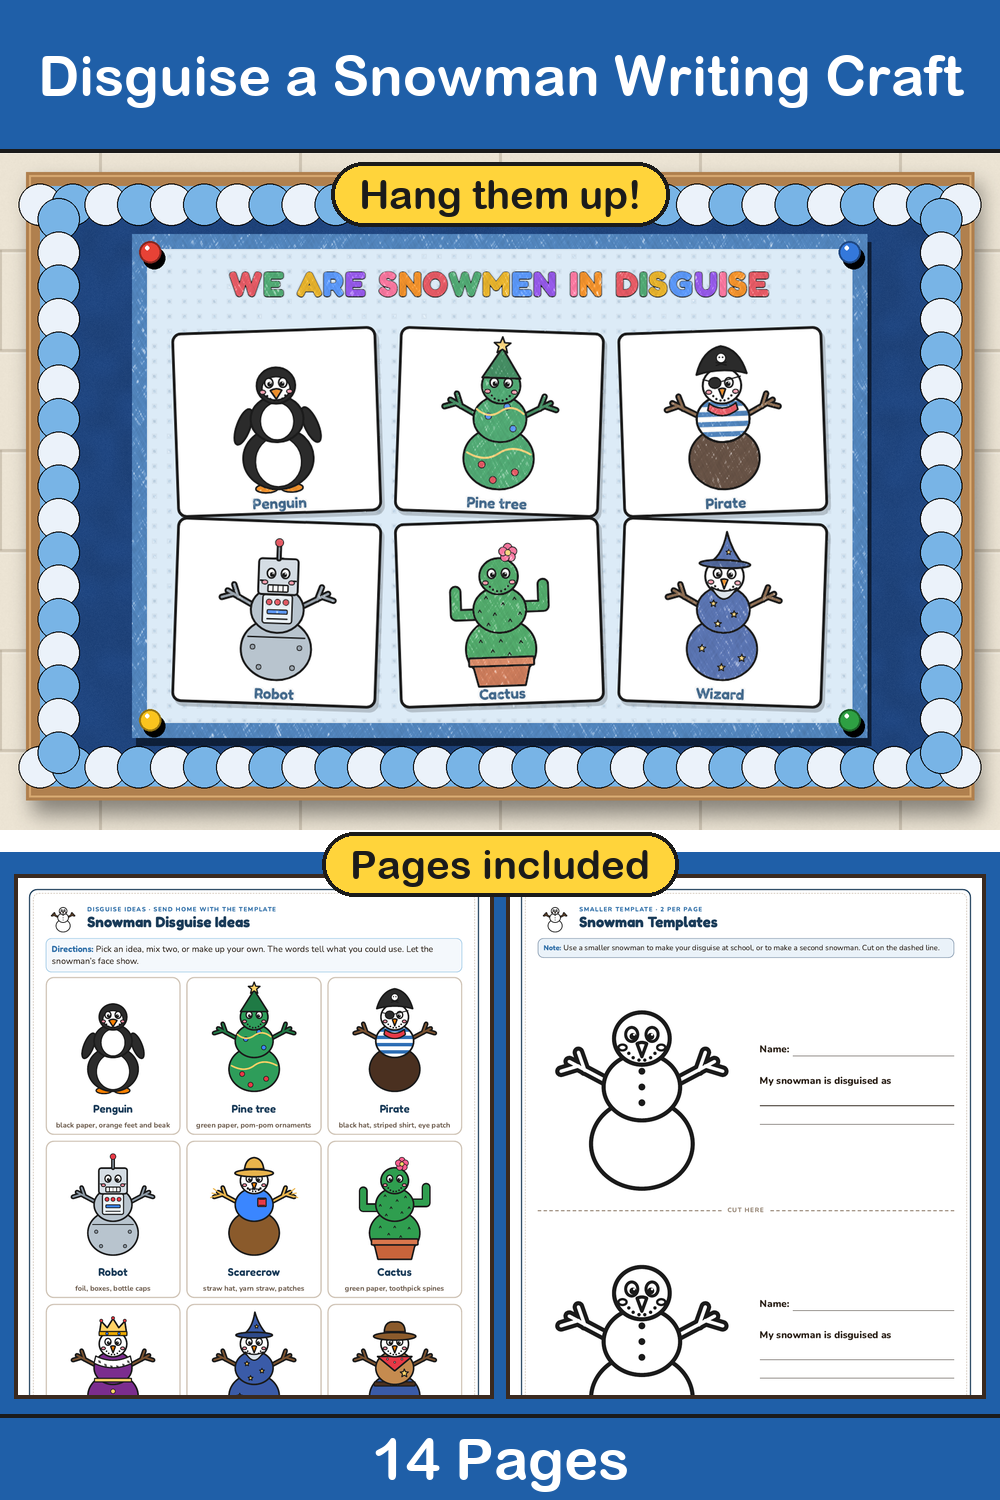 Disguise a Snowman Writing Craft
Hang them up!
WE ARE SNOWMEN IN DISGUISE
Penguin
Pine tree
Pirate
Robot
Cactus
Wizard
Pages included
DISGUISE IDEAS · SEND HOME WITH THE TEMPLATE
Snowman Disguise Ideas
Directions: Pick an idea, mix two, or make up your own. The words tell what you could use. Let the
snowman's face show.
Penguin
black paper, orange feet and beak
Pine tree
green paper, pom-pom ornaments
Pirate
black hat, striped shirt, eye patch
Robot
foil, boxes, bottle caps
Scarecrow
straw hat, yarn straw, patches
Cactus
green paper, toothpick spines
SMALLER TEMPLATE · 2 PER PAGE
Snowman Templates
Note: Use a smaller snowman to make your disguise at school, or to make a second snowman. Cut on the dashed line.
Name:
My snowman is disguised as
CUT HERE
Name:
My snowman is disguised as
14 Pages